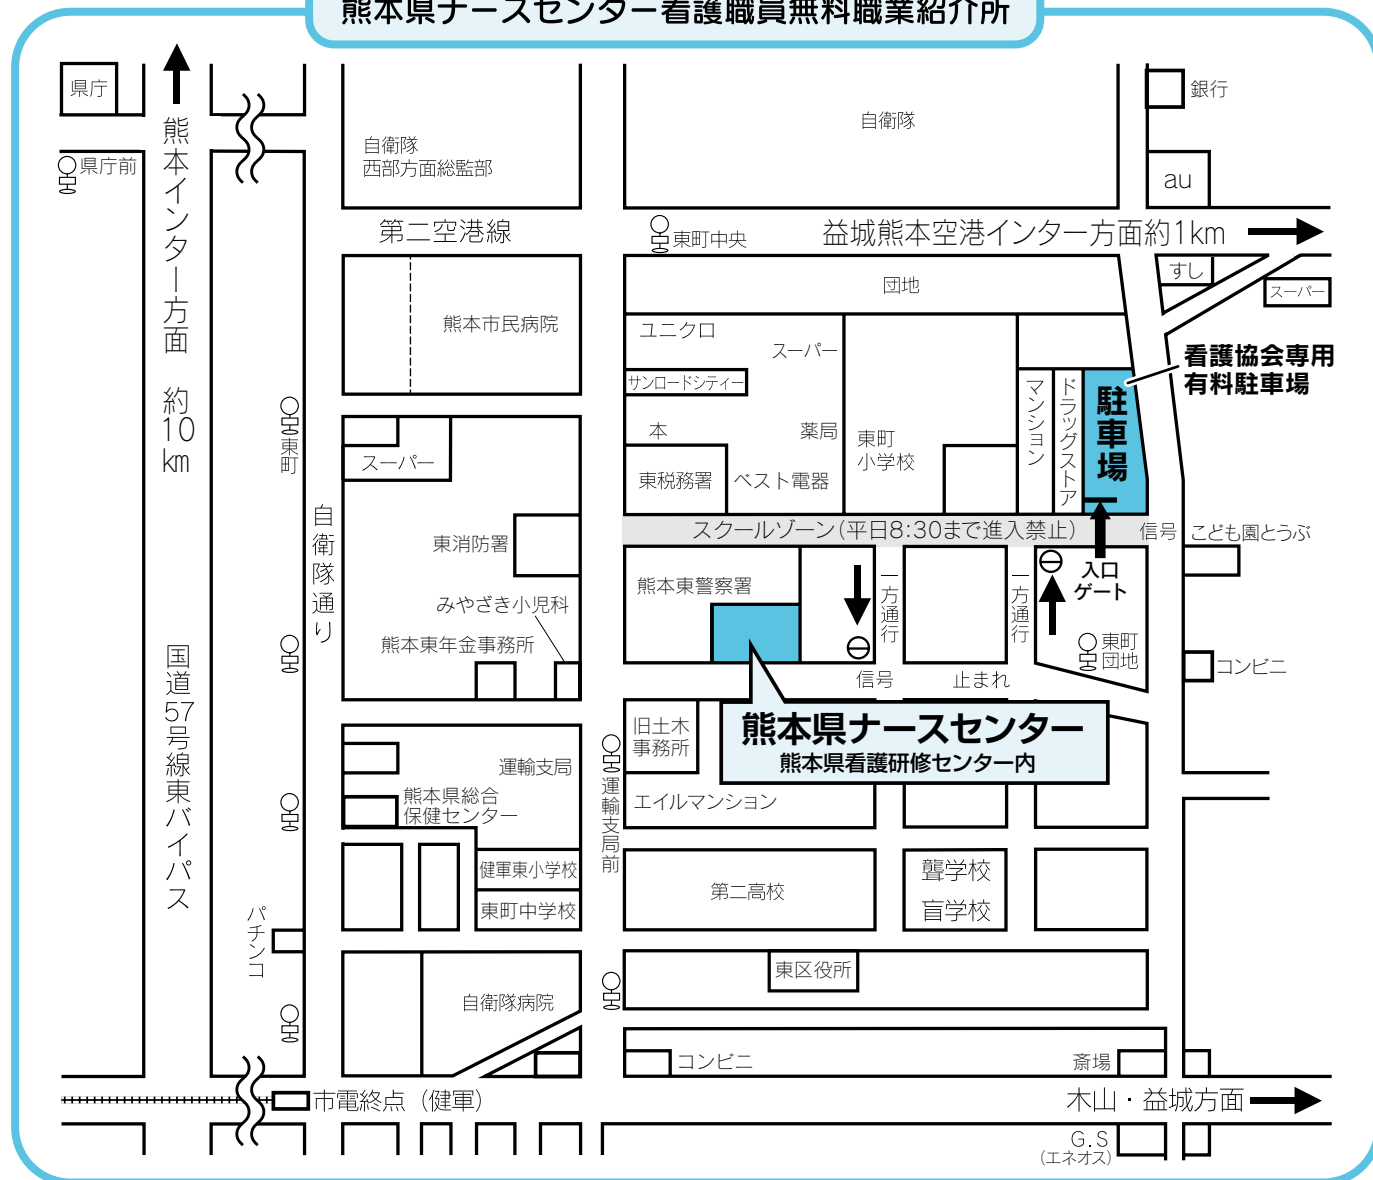 熊本県ナースセンター看護職員無料職業紹介所
県庁
県庁前
熊本インター方面 約10km
国道57号線東バイパス
自衛隊
西部方面総監部
自衛隊
銀行
au
第二空港線
東町中央
益城熊本空港インター方面約1km
すし
スーパー
団地
熊本市民病院
ユニクロ
スーパー
サンロードシティー
本
薬局
東町
小学校
マンション
ドラッグストア
駐車場
看護協会専用
有料駐車場
東町
スーパー
東税務署
ベスト電器
スクールゾーン(平日8:30まで進入禁止)
信号
こども園とうぶ
自衛隊通り
東消防署
みやざき小児科
熊本東年金事務所
熊本東警察署
一方通行
一方通行
入口
ゲート
東町
団地
コンビニ
信号
止まれ
旧土木
事務所
熊本県ナースセンター
熊本県看護研修センター内
運輸支局
熊本県総合
保健センター
運輸支局前
エイルマンション
健軍東小学校
東町中学校
第二高校
聾学校
盲学校
パチンコ
東区役所
自衛隊病院
コンビニ
斎場
市電終点(健軍)
木山・益城方面
G.S
(エネオス)